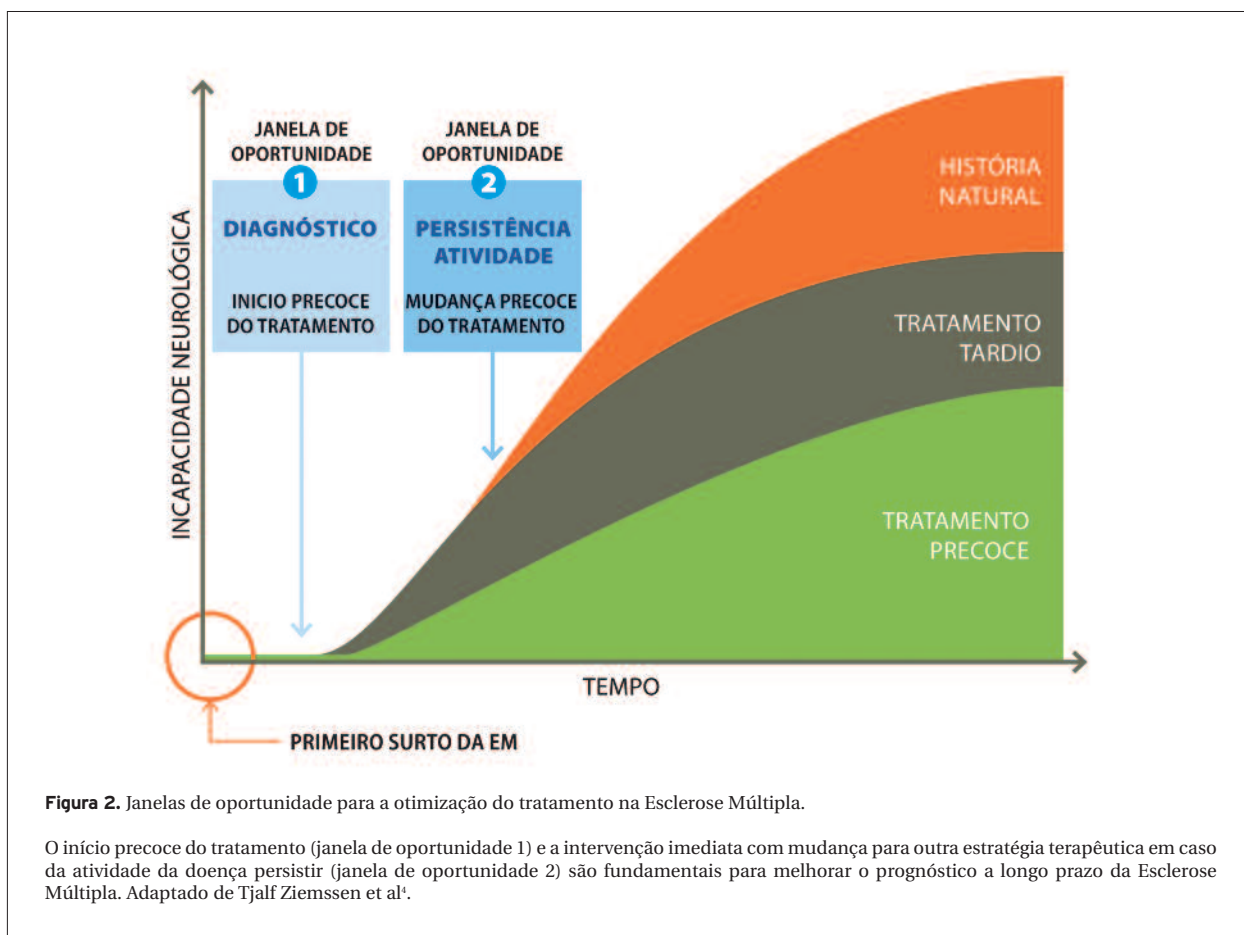 JANELA DE
OPORTUNIDADE
1
DIAGNÓSTICO
INICIO PRECOCE
DO TRATAMENTO
JANELA DE
OPORTUNIDADE
2
PERSISTÊNCIA
ATIVIDADE
MUDANÇA PRECOCE
DO TRATAMENTO
HISTÓRIA
NATURAL
TRATAMENTO
TARDIO
TRATAMENTO
PRECOCE
INCAPACIDADE NEUROLÓGICA
TEMPO
PRIMEIRO SURTO DA EM
Figura 2. Janelas de oportunidade para a otimização do tratamento na Esclerose Múltipla.
O início precoce do tratamento (janela de oportunidade 1) e a intervenção imediata com mudança para outra estratégia terapêutica em caso
da atividade da doença persistir (janela de oportunidade 2) são fundamentais para melhorar o prognóstico a longo prazo da Esclerose
Múltipla. Adaptado de Tjalf Ziemssen et al⁴.